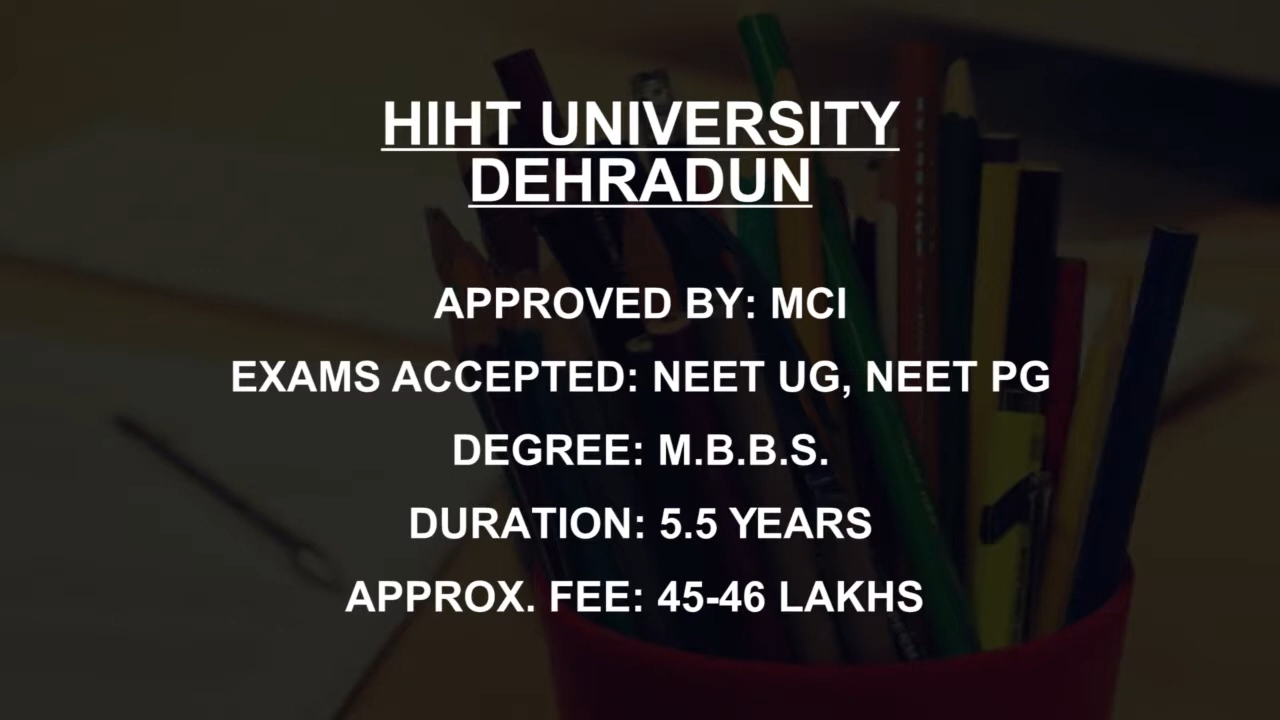 HIHT UNIVERSITY
DEHRADUN
APPROVED BY: MCI
EXAMS ACCEPTED: NEET UG, NEET PG
DEGREE: M.B.B.S.
DURATION: 5.5 YEARS
APPROX. FEE: 45-46 LAKHS